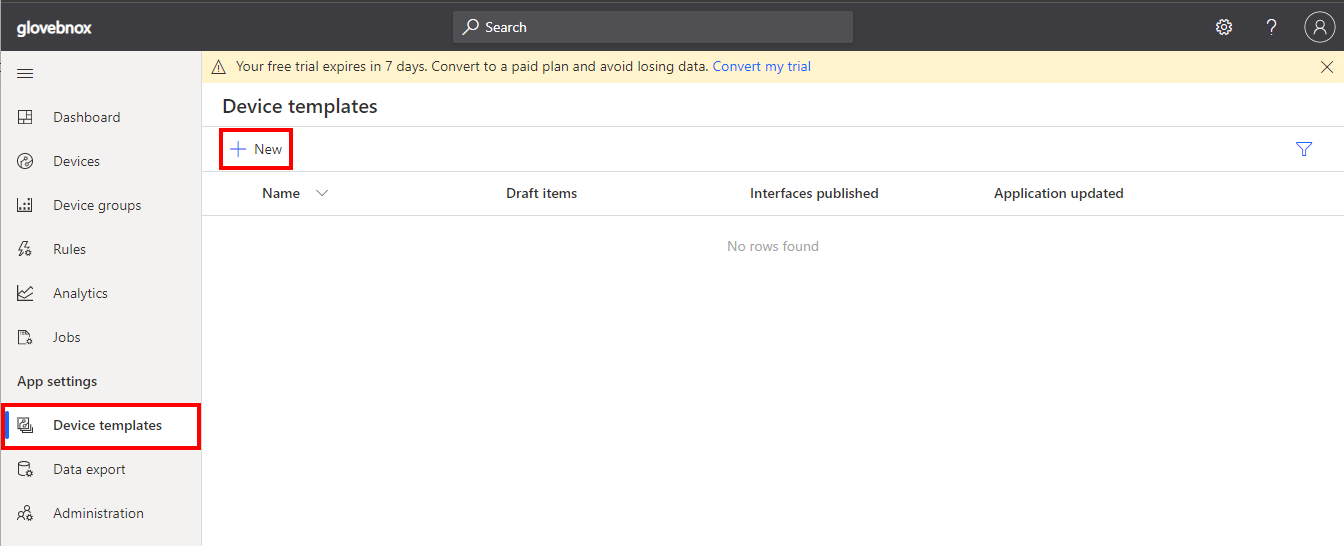 glovebnox
Search
?
Your free trial expires in 7 days. Convert to a paid plan and avoid losing data. Convert my trial
Device templates
New
Name Draft items Interfaces published Application updated
No rows found
Dashboard
Devices
Device groups
Rules
Analytics
Jobs
App settings
Device templates
Data export
Administration